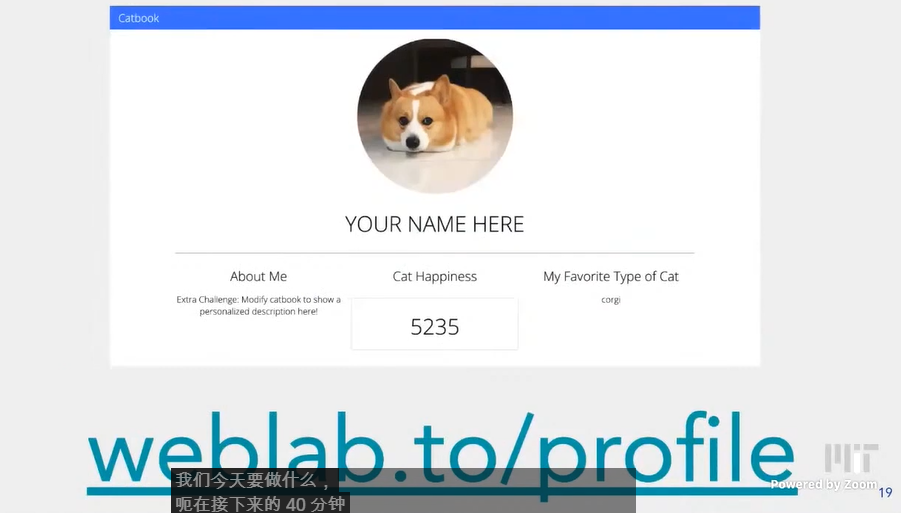 Catbook
YOUR NAME HERE
About Me
Extra Challenge: Modify catbook to show a
personalized description here!
Cat Happiness
5235
My Favorite Type of Cat
corgi
weblab.to/profile
我们今天要做什么，
呃在接下来的 40 分钟
MIT
Powered by Zoom
19